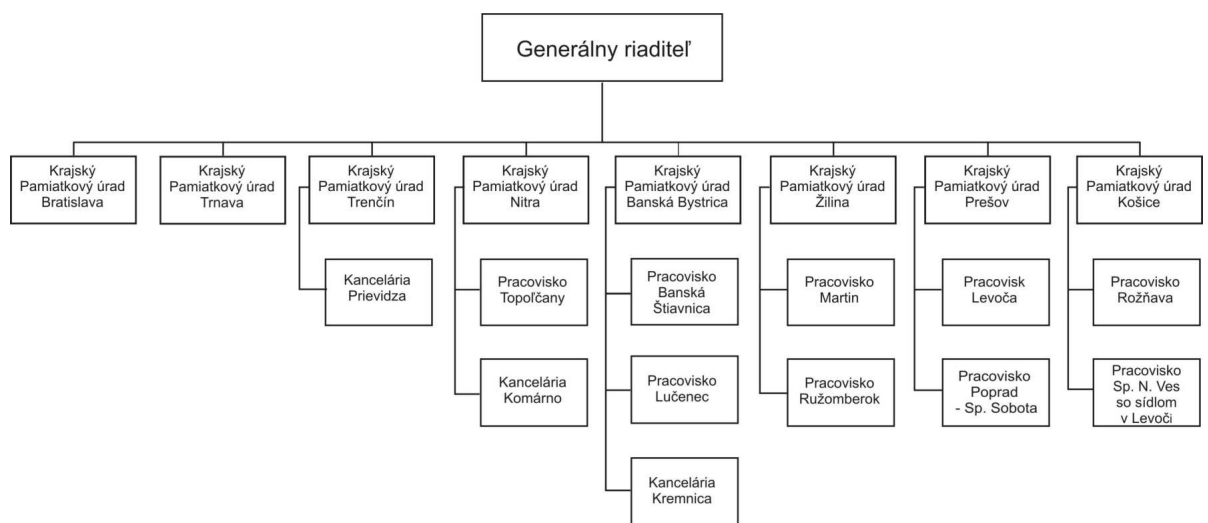 Generálny riaditeľ
Krajský
Pamiatkový úrad
Bratislava
Krajský
Pamiatkový úrad
Trnava
Krajský
Pamiatkový úrad
Trenčín
Krajský
Pamiatkový úrad
Nitra
Krajský
Pamiatkový úrad
Banská Bystrica
Krajský
Pamiatkový úrad
Žilina
Krajský
Pamiatkový úrad
Prešov
Krajský
Pamiatkový úrad
Košice
Kancelária
Prievidza
Pracovisko
Topoľčany
Pracovisko
Banská
Štiavnica
Pracovisko
Martin
Pracovisk
Levoča
Pracovisko
Rožňava
Kancelária
Komárno
Pracovisko
Lučenec
Pracovisko
Ružomberok
Pracovisko
Poprad
- Sp. Sobota
Pracovisko
Sp. N. Ves
so sídlom
v Levoči
Kancelária
Kremnica